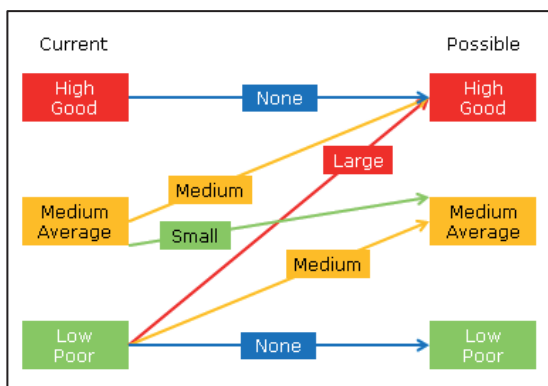 Current
Possible
High
Good
None
High
Good
Large
Medium
Medium
Average
Small
Medium
Average
Medium
Low
Poor
None
Low
Poor